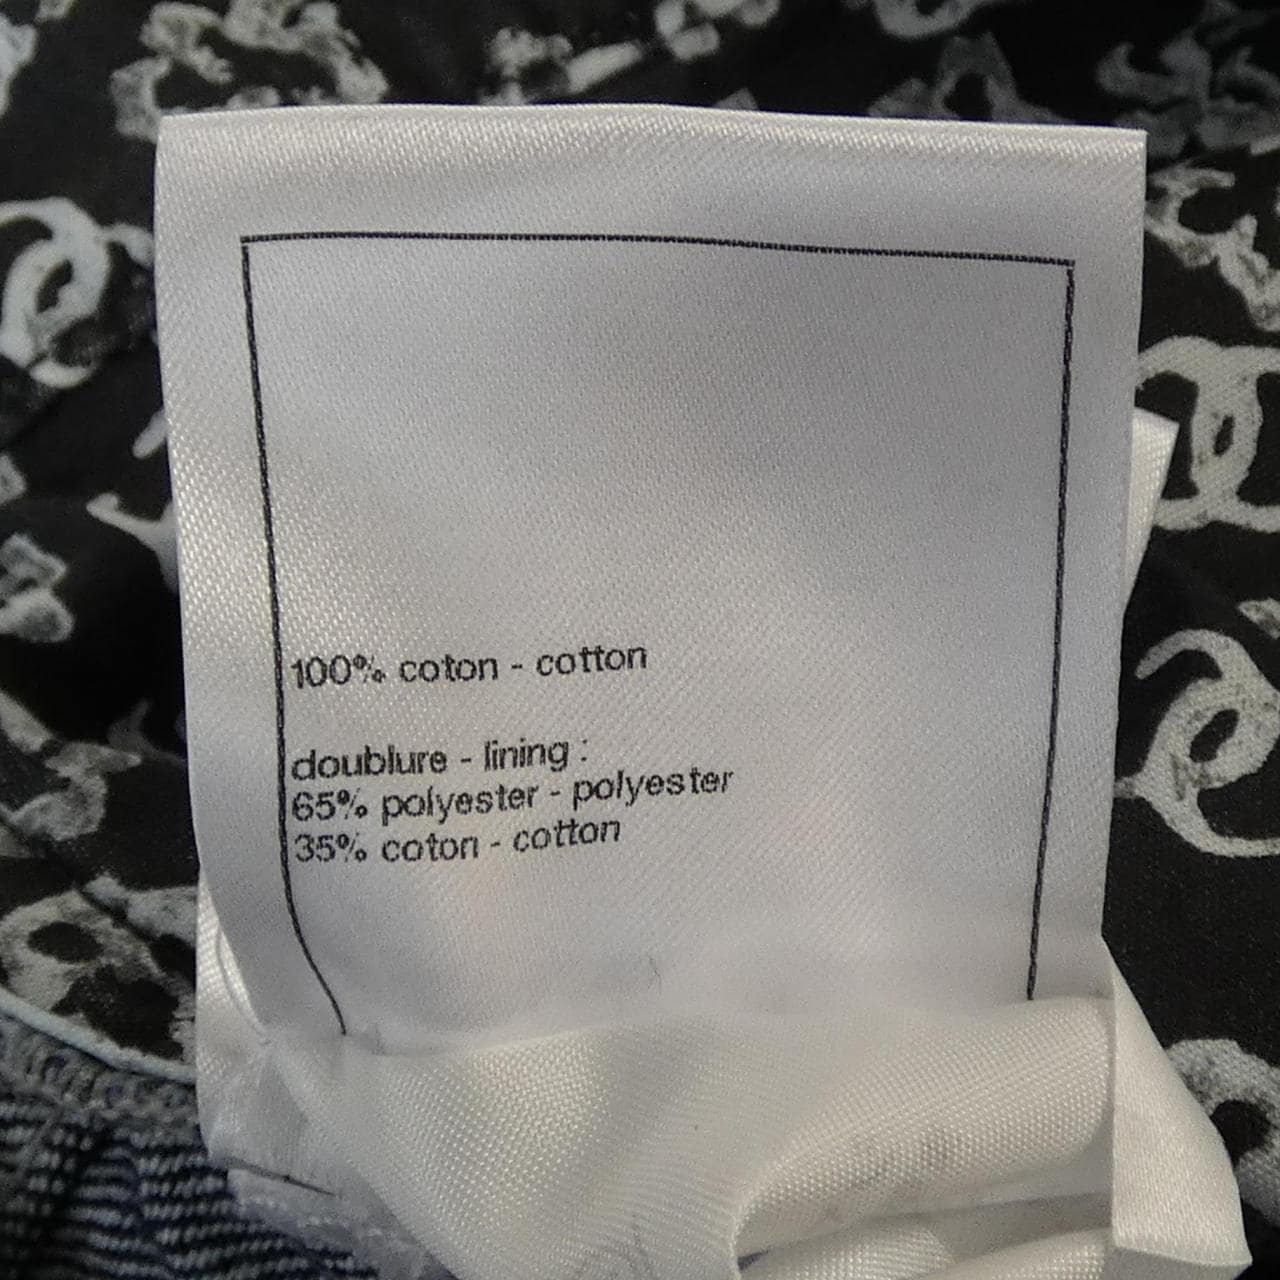 100% coton - cotton
doublure - lining :
65% polyester - polyester
35% coton - cotton